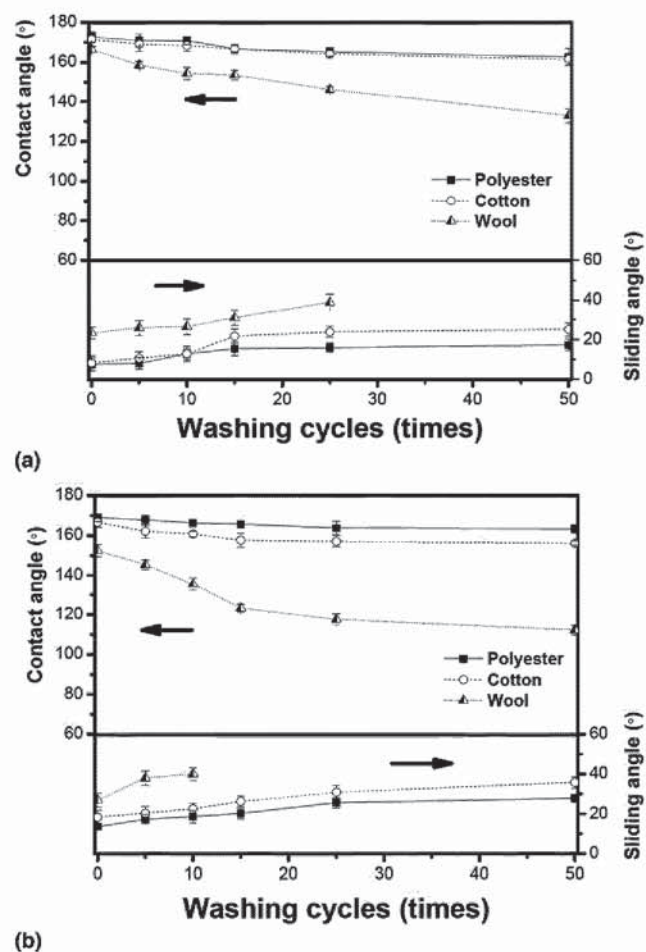 180
160
140
120
100
80
60
Contact angle (°)
Polyester
Cotton
Wool
60
40
20
0
Sliding angle (°)
0 10 20 30 40 50
Washing cycles (times)
(a)
180
160
140
120
100
80
60
Contact angle (°)
Polyester
Cotton
Wool
60
40
20
0
Sliding angle (°)
0 10 20 30 40 50
Washing cycles (times)
(b)